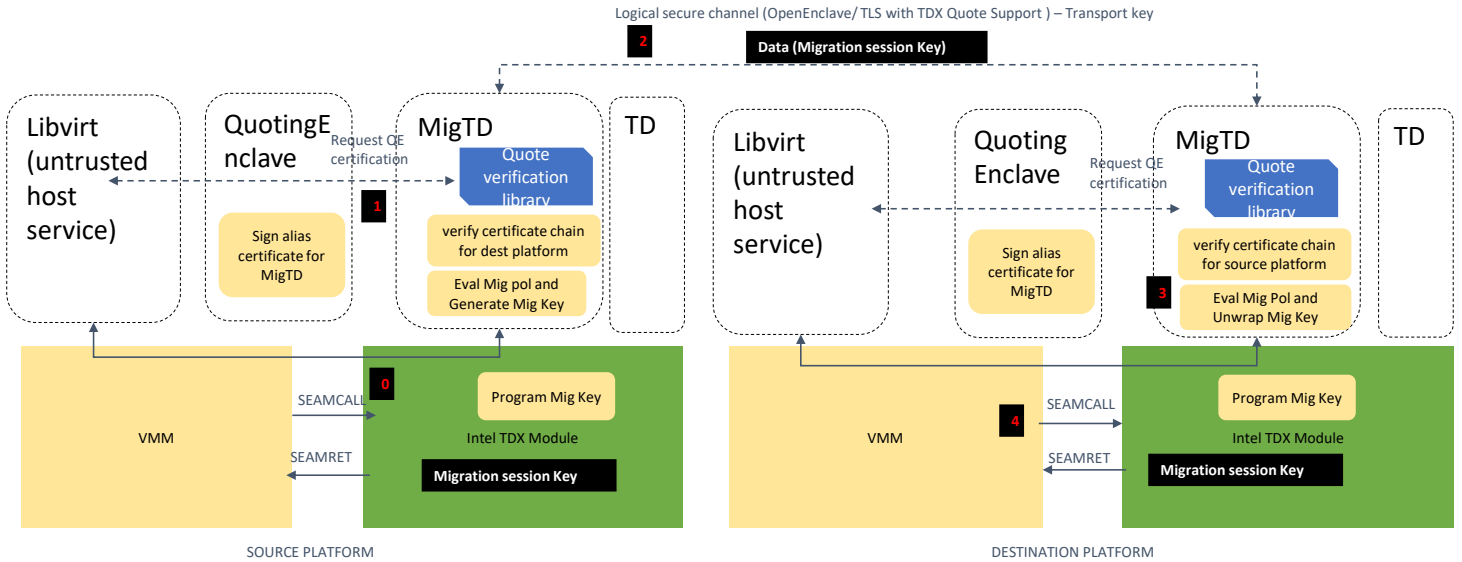 Logical secure channel (OpenEnclave/ TLS with TDX Quote Support ) – Transport key
2
Data (Migration session Key)
Libvirt
(untrusted
host
service)
QuotingE
nclave
Request QE
certification
1
Sign alias
certificate for
MigTD
MigTD
Quote
verification
library
verify certificate chain
for dest platform
Eval Mig pol and
Generate Mig Key
TD
VMM
0
SEAMCALL
SEAMRET
Program Mig Key
Intel TDX Module
Migration session Key
SOURCE PLATFORM
Libvirt
(untrusted
host
service)
Quoting
Enclave
Request QE
certification
Sign alias
certificate for
MigTD
MigTD
Quote
verification
library
verify certificate chain
for source platform
3
Eval Mig Pol and
Unwrap Mig Key
TD
VMM
4
SEAMCALL
SEAMRET
Program Mig Key
Intel TDX Module
Migration session Key
DESTINATION PLATFORM